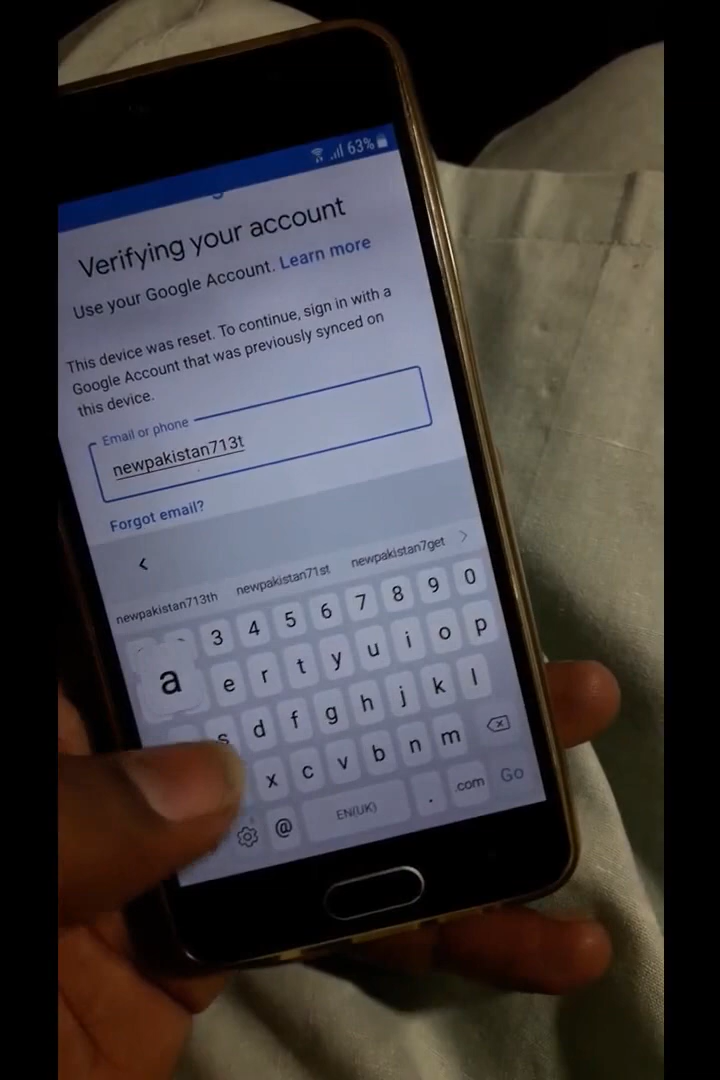 63%
Verifying your account
Use your Google Account. Learn more
This device was reset. To continue, sign in with a
Google Account that was previously synced on
this device.
Email or phone
newpakistan713t
Forgot email?
newpakistan713th newpakistan71st newpakistan7get
3 4 5 6 7 8 9 0
a e r t y u i o p
s d f g h j k l
x c v b n m
@ EN(UK) . .com Go